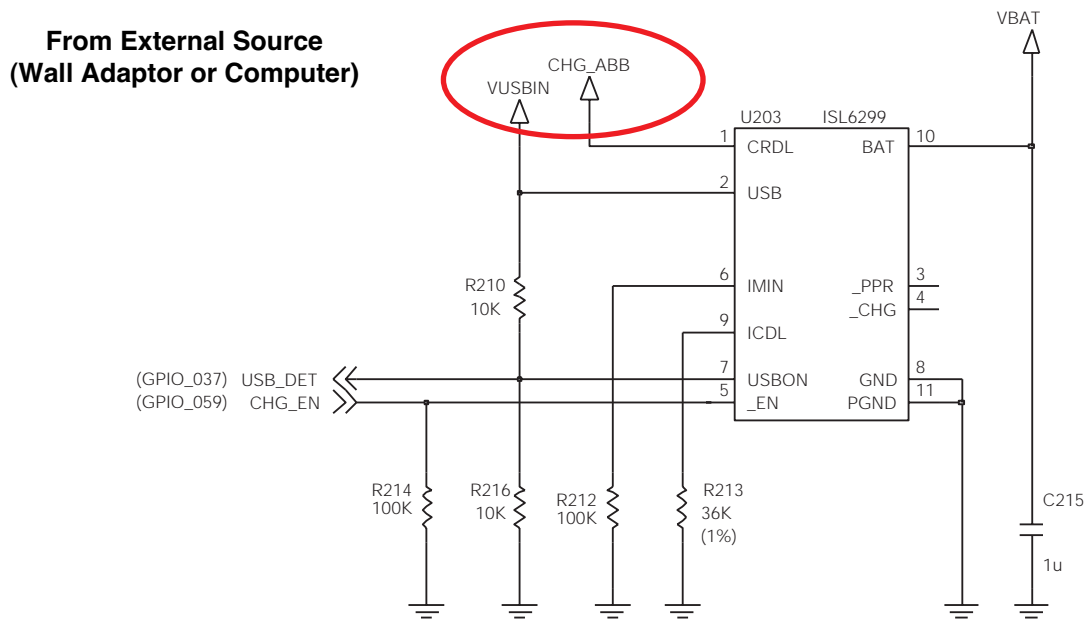 From External Source
(Wall Adaptor or Computer)
VBAT
CHG_ABB
VUSBIN
U203 ISL6299
1 CRDL BAT 10
2 USB
6 IMIN _PPR 3
_CHG 4
9 ICDL
R210
10K
(GPIO_037) USB_DET 7 USBON GND 8
(GPIO_059) CHG_EN 5 _EN PGND 11
R214
100K
R216
10K
R212
100K
R213
36K
(1%)
C215
1u